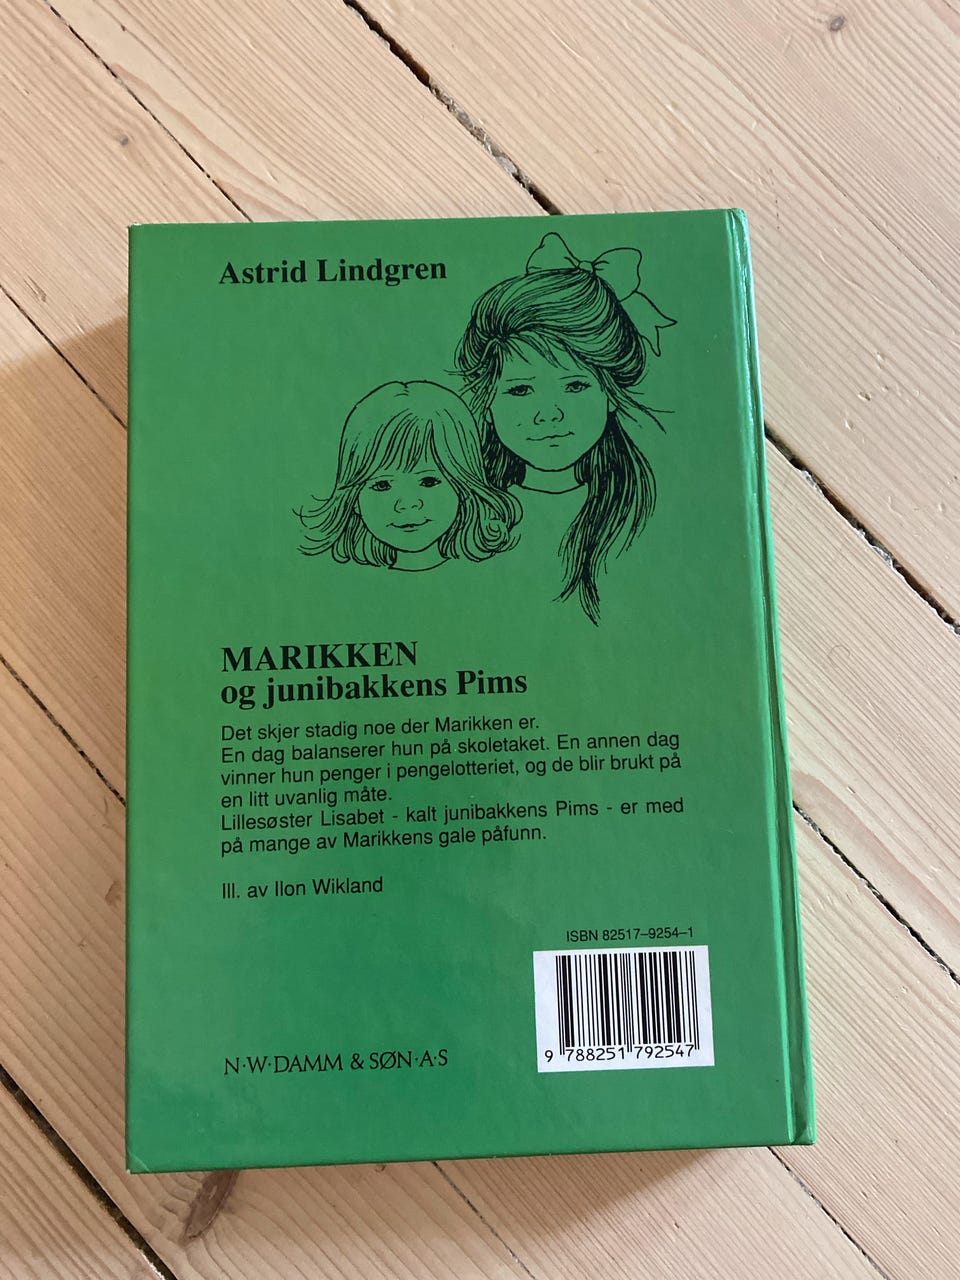 Astrid Lindgren
MARIKKEN
og junibakkens Pims
Det skjer stadig noe der Marikken er.
En dag balanserer hun på skoletaket. En annen dag
vinner hun penger i pengelotteriet, og de blir brukt på
en litt uvanlig måte.
Lillesøster Lisabet - kalt junibakkens Pims - er med
på mange av Marikkens gale påfunn.
Ill. av Ilon Wikland
ISBN 82517–9254–1
9 788251 792547
N·W·DAMM & SØN·A·S